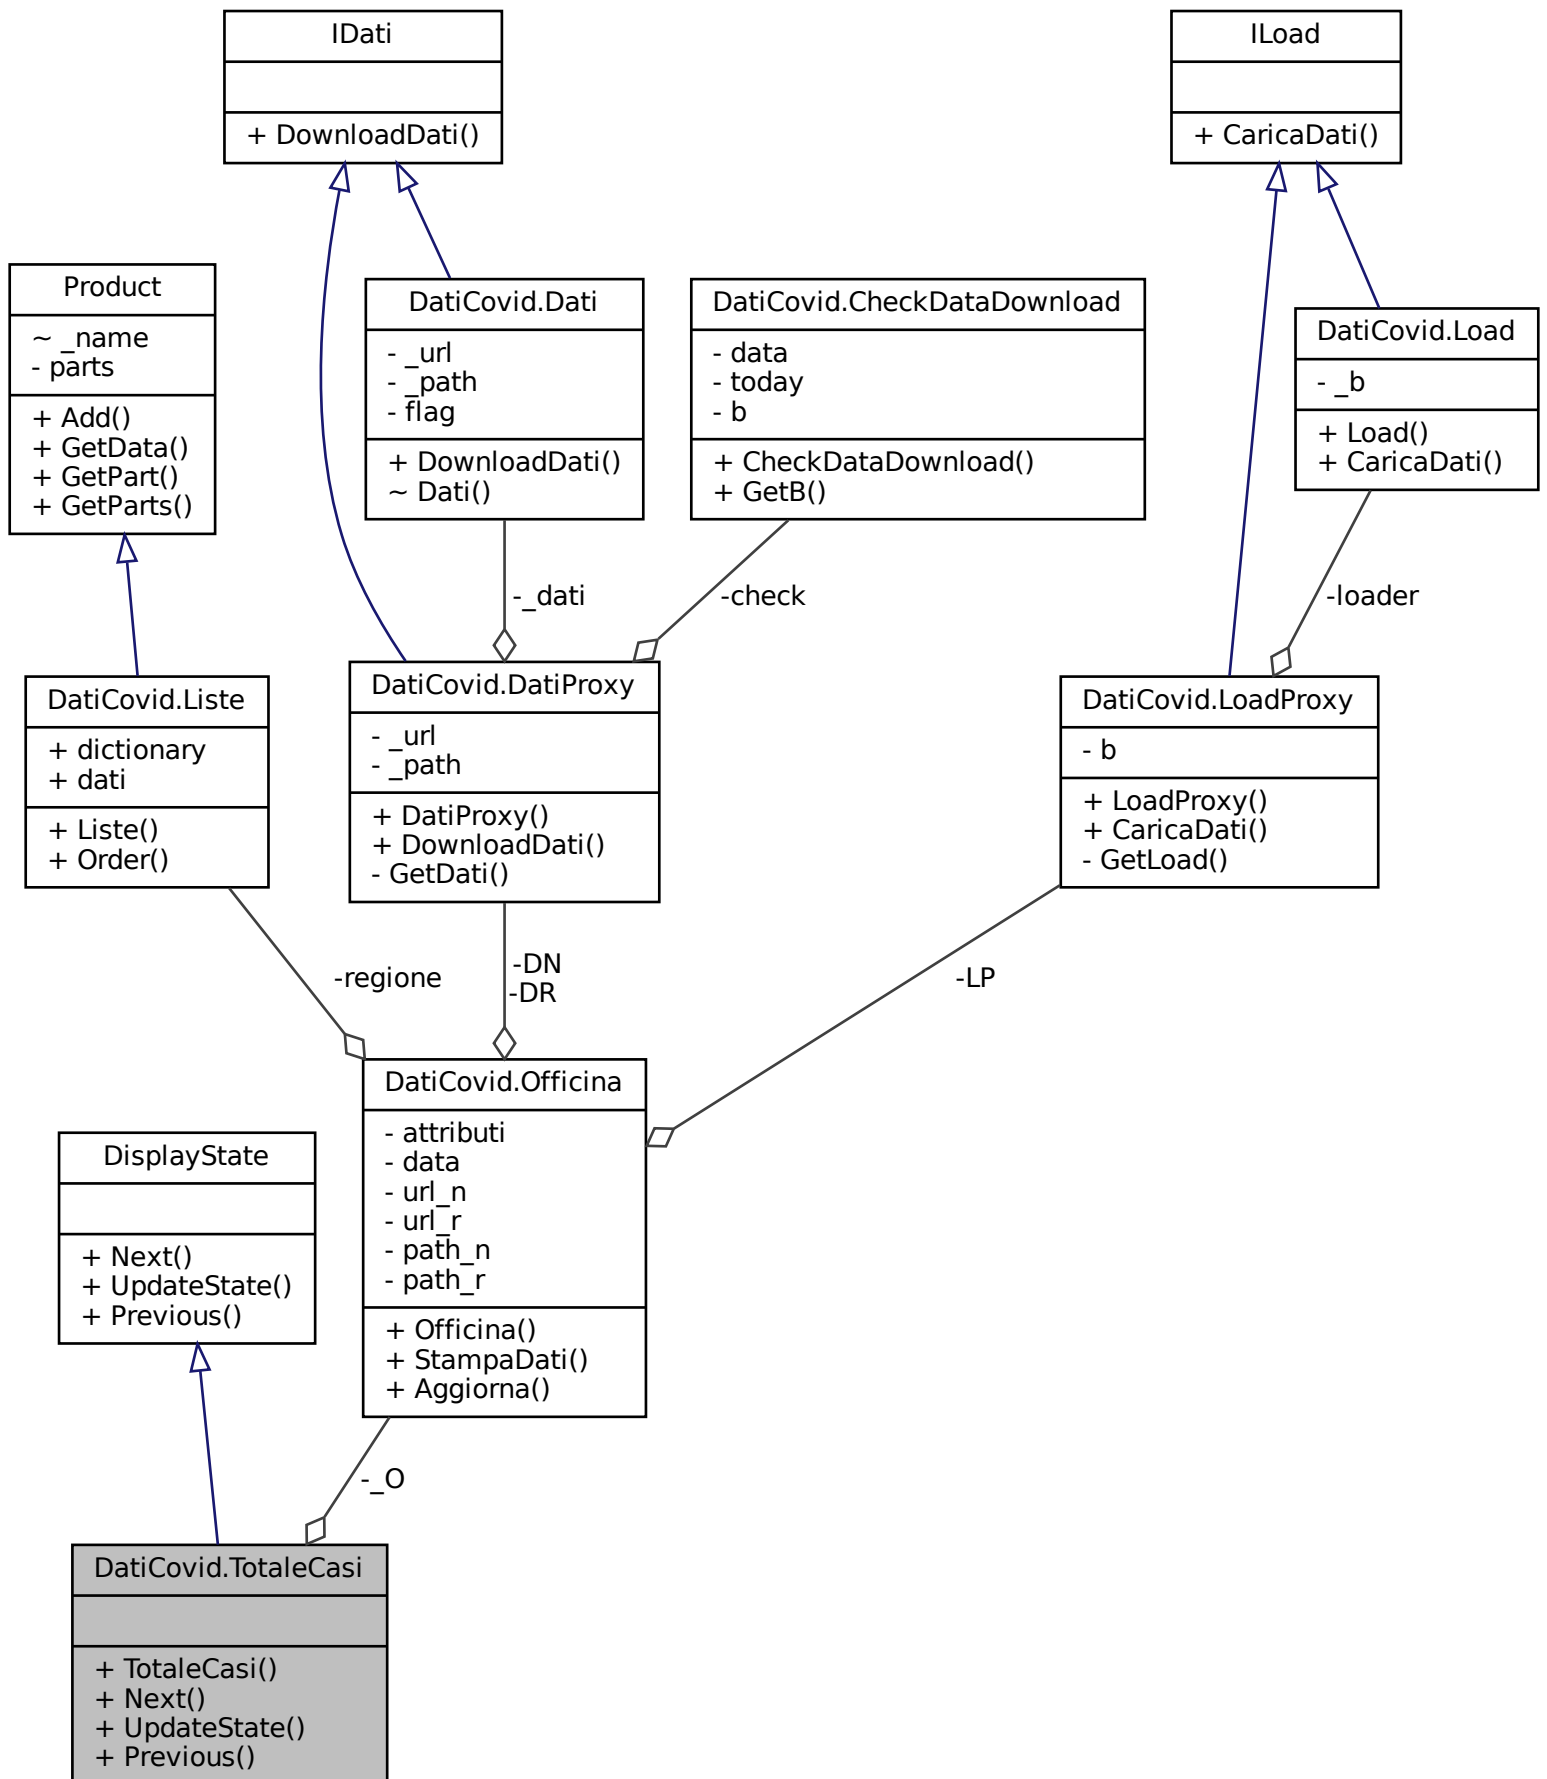 IDati
+ DownloadDati()
ILoad
+ CaricaDati()
Product
~ _name
- parts
+ Add()
+ GetData()
+ GetPart()
+ GetParts()
DatiCovid.Dati
- _url
- _path
- flag
+ DownloadDati()
~ Dati()
DatiCovid.CheckDataDownload
- data
- today
- b
+ CheckDataDownload()
+ GetB()
DatiCovid.Load
- _b
+ Load()
+ CaricaDati()
-_dati
-check
-loader
DatiCovid.Liste
+ dictionary
+ dati
+ Liste()
+ Order()
DatiCovid.DatiProxy
- _url
- _path
+ DatiProxy()
+ DownloadDati()
- GetDati()
DatiCovid.LoadProxy
- b
+ LoadProxy()
+ CaricaDati()
- GetLoad()
-regione
-DN
-DR
-LP
DatiCovid.Officina
- attributi
- data
- url_n
- url_r
- path_n
- path_r
+ Officina()
+ StampaDati()
+ Aggiorna()
DisplayState
+ Next()
+ UpdateState()
+ Previous()
-_O
DatiCovid.TotaleCasi
+ TotaleCasi()
+ Next()
+ UpdateState()
+ Previous()